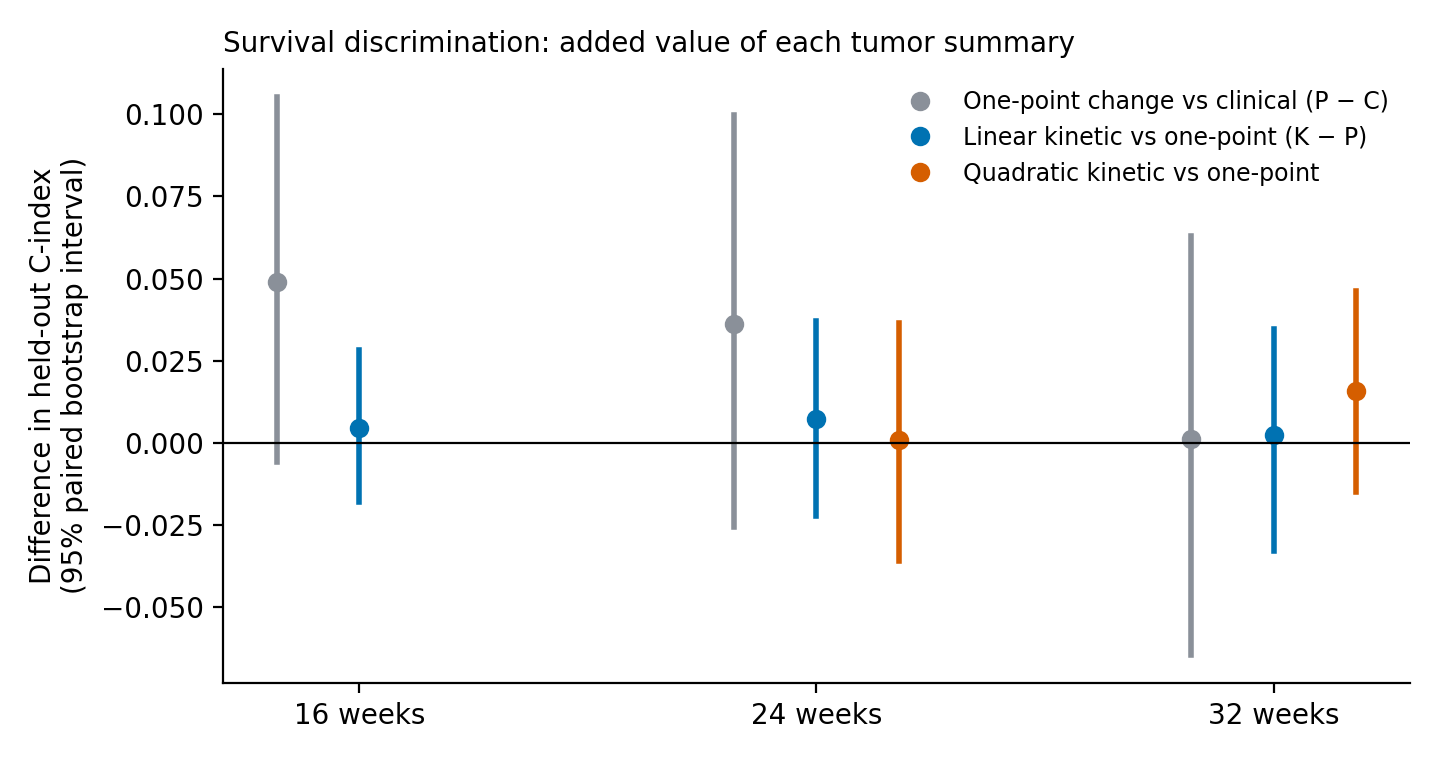 Survival discrimination: added value of each tumor summary
One-point change vs clinical (P − C)
Linear kinetic vs one-point (K − P)
Quadratic kinetic vs one-point
Difference in held-out C-index
(95% paired bootstrap interval)
0.100
0.075
0.050
0.025
0.000
−0.025
−0.050
16 weeks
24 weeks
32 weeks